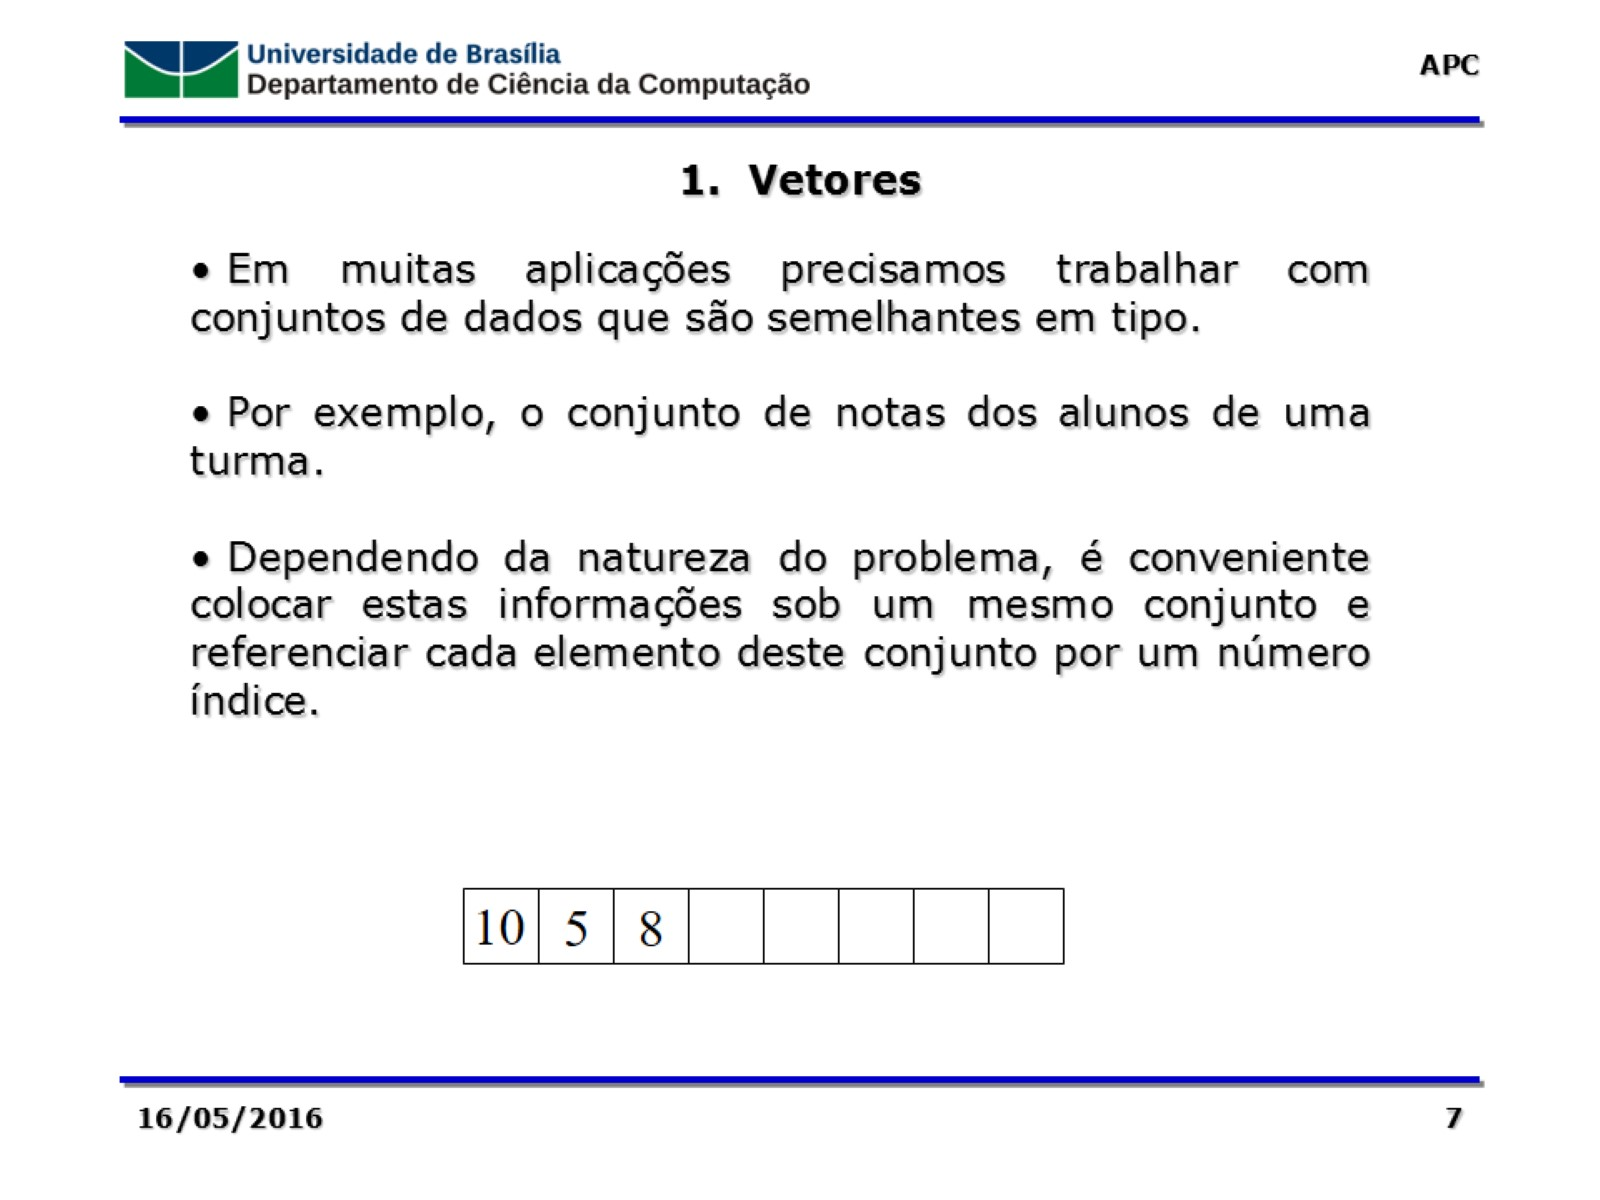 Universidade de Brasília
Departamento de Ciência da Computação
APC
1. Vetores
• Em muitas aplicações precisamos trabalhar com
conjuntos de dados que são semelhantes em tipo.
• Por exemplo, o conjunto de notas dos alunos de uma
turma.
• Dependendo da natureza do problema, é conveniente
colocar estas informações sob um mesmo conjunto e
referenciar cada elemento deste conjunto por um número
índice.
10 5 8
16/05/2016
7